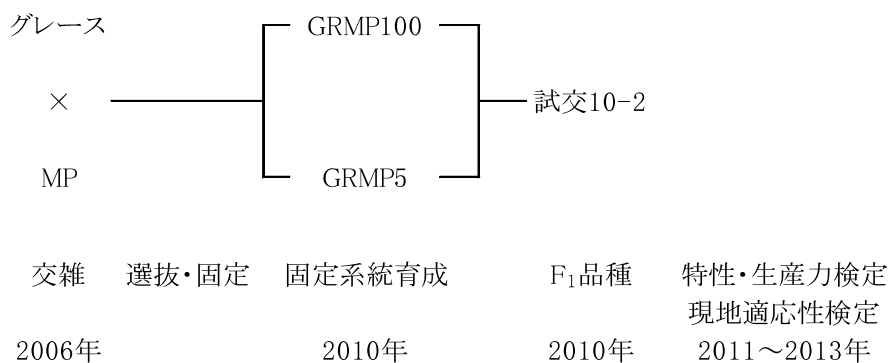 グレース
GRMP100
×
試交10-2
MP
GRMP5
交雑 選抜・固定 固定系統育成 F₁品種 特性・生産力検定
現地適応性検定
2006年 2010年 2010年 2011～2013年